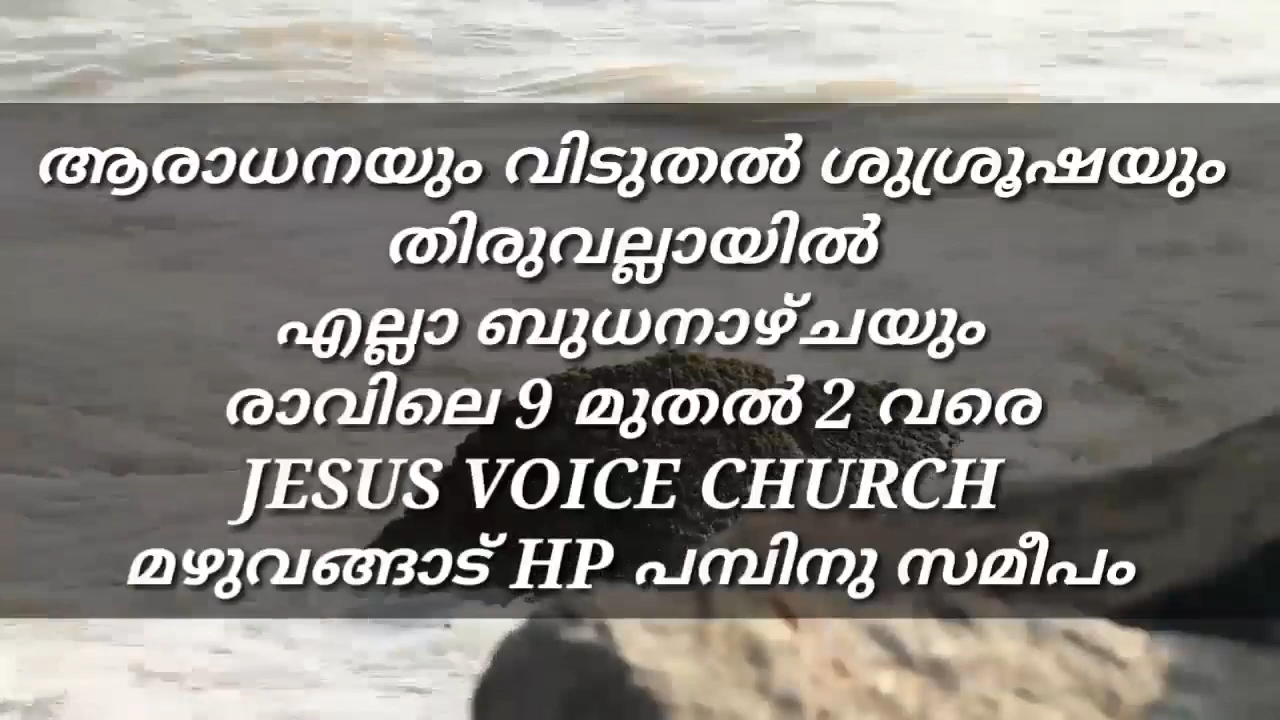 ആരാധനയും വിടുതൽ ശുശ്രൂഷയും
തിരുവല്ലായിൽ
എല്ലാ ബുധനാഴ്ചയും
രാവിലെ 9 മുതൽ 2 വരെ
JESUS VOICE CHURCH
മഴുവങ്ങാട് HP പമ്പിനു സമീപം